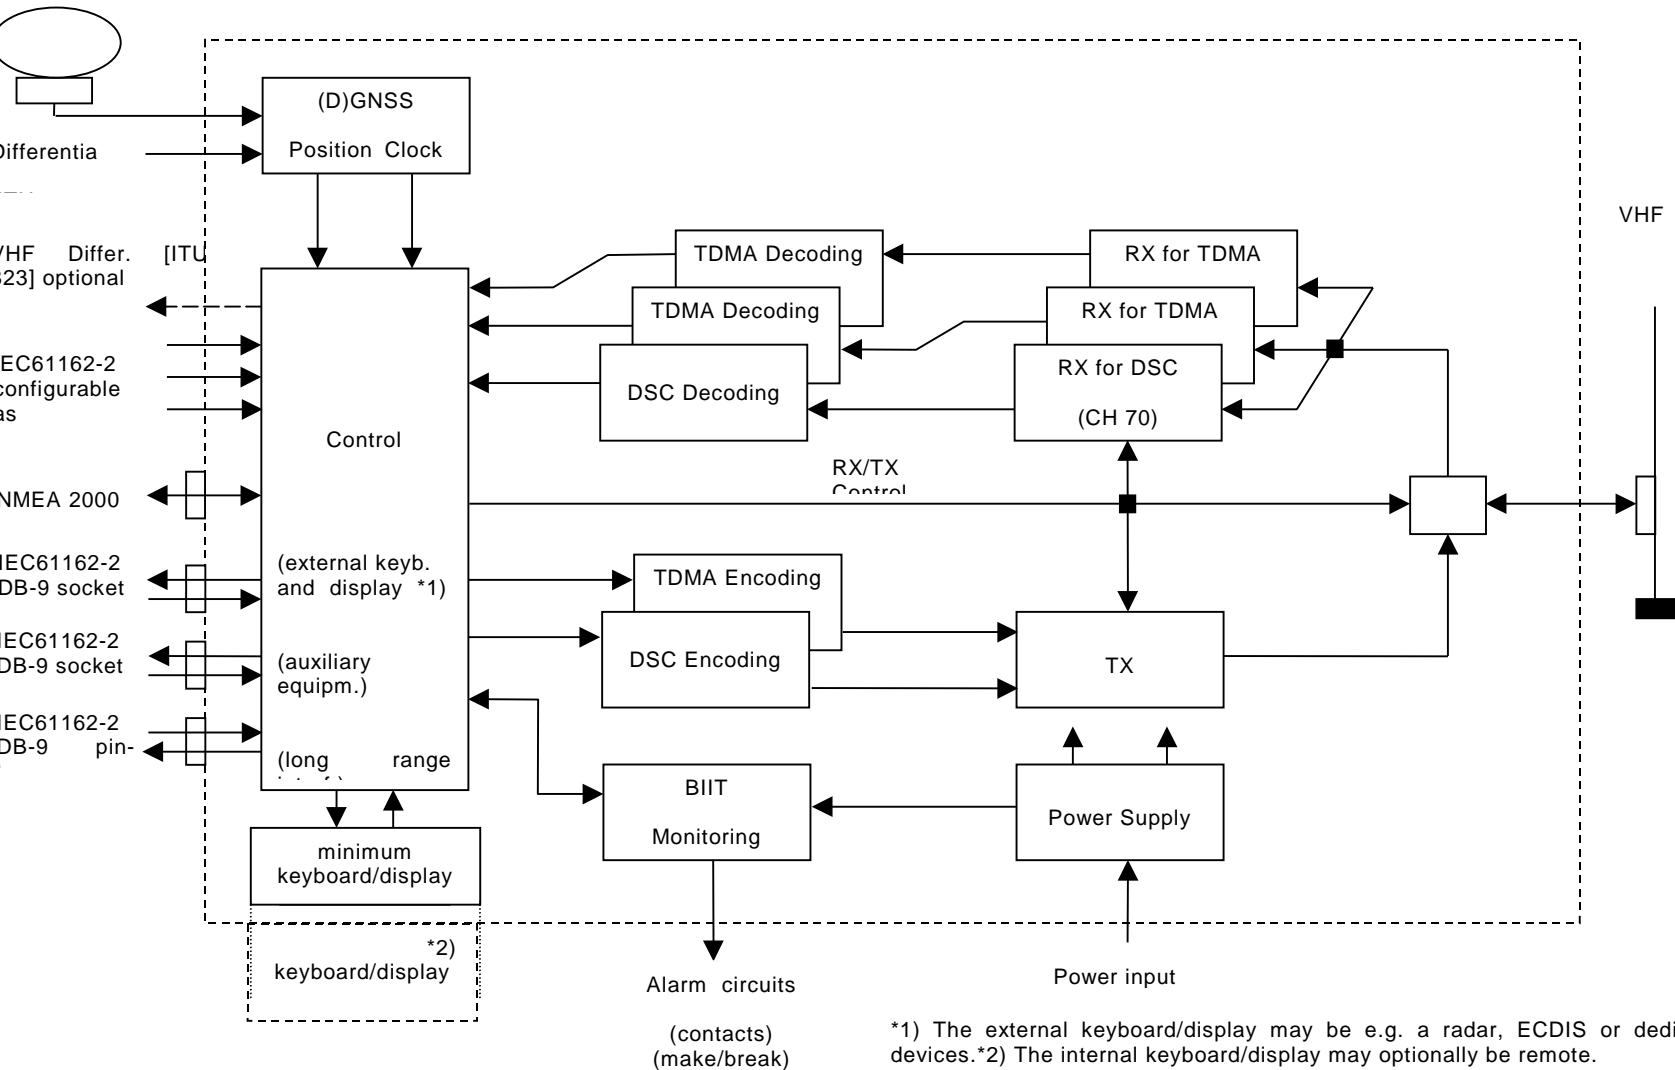 (D)GNSS
Position Clock
Differentia
VHF Differ. [ITU
823] optional
IEC61162-2
configurable
as
NMEA 2000
IEC61162-2
DB-9 socket
IEC61162-2
DB-9 socket
IEC61162-2
DB-9 pin-
Control
(external keyb.
and display *1)
(auxiliary
equipm.)
(long range
TDMA Decoding
TDMA Decoding
DSC Decoding
RX for TDMA
RX for TDMA
RX for DSC
(CH 70)
VHF
RX/TX
Control
TDMA Encoding
DSC Encoding
TX
BIIT
Monitoring
Power Supply
minimum
keyboard/display
*2)
keyboard/display
Alarm circuits
(contacts)
(make/break)
Power input
*1) The external keyboard/display may be e.g. a radar, ECDIS or dedi
devices.*2) The internal keyboard/display may optionally be remote.